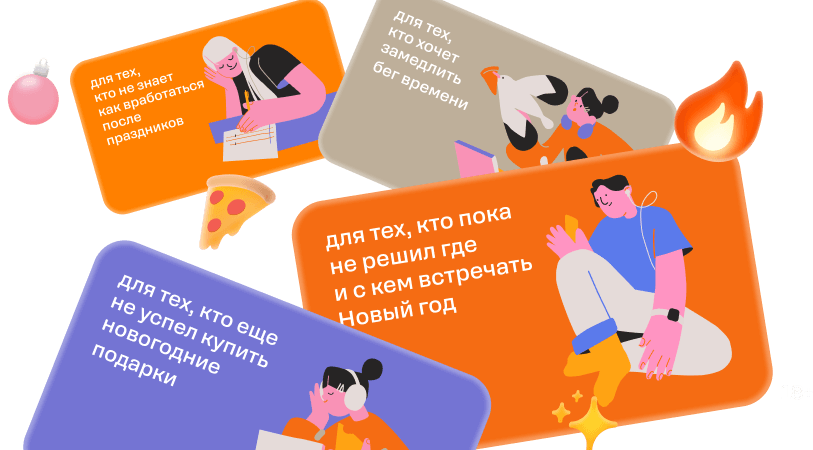 для тех,
кто не знает
как вработаться
после
праздников
для тех,
кто хочет
замедлить
бег времени
для тех, кто пока
не решил где
и с кем встречать
Новый год
для тех, кто еще
не успел купить
новогодние
подарки